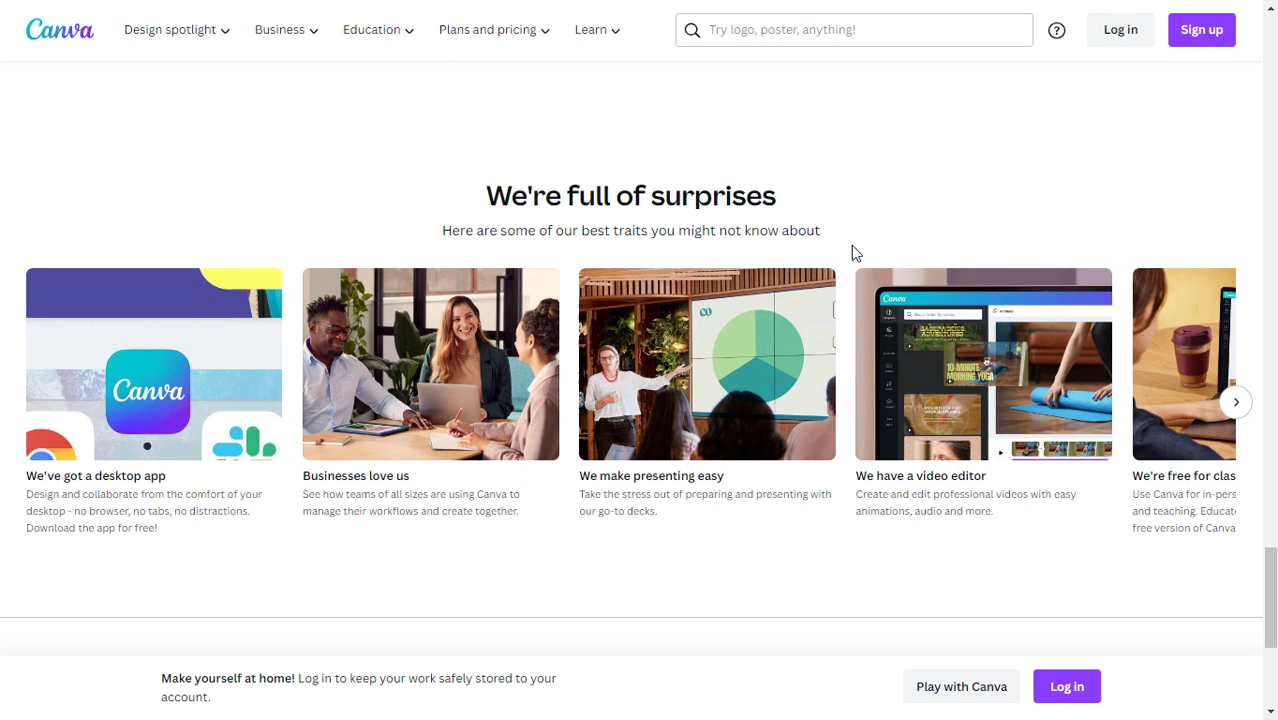 Canva
Design spotlight
Business
Education
Plans and pricing
Learn
Try logo, poster, anything!
?
Log in
Sign up
We're full of surprises
Here are some of our best traits you might not know about
Canva
Canva
10-MINUTE
MORNING YOGA
We've got a desktop app
Design and collaborate from the comfort of your
desktop - no browser, no tabs, no distractions.
Download the app for free!
Businesses love us
See how teams of all sizes are using Canva to
manage their workflows and create together.
We make presenting easy
Take the stress out of preparing and presenting with
our go-to decks.
We have a video editor
Create and edit professional videos with easy
animations, audio and more.
We're free for clas
Use Canva for in-pers
and teaching. Educat
free version of Canva
Make yourself at home! Log in to keep your work safely stored to your
account.
Play with Canva
Log in